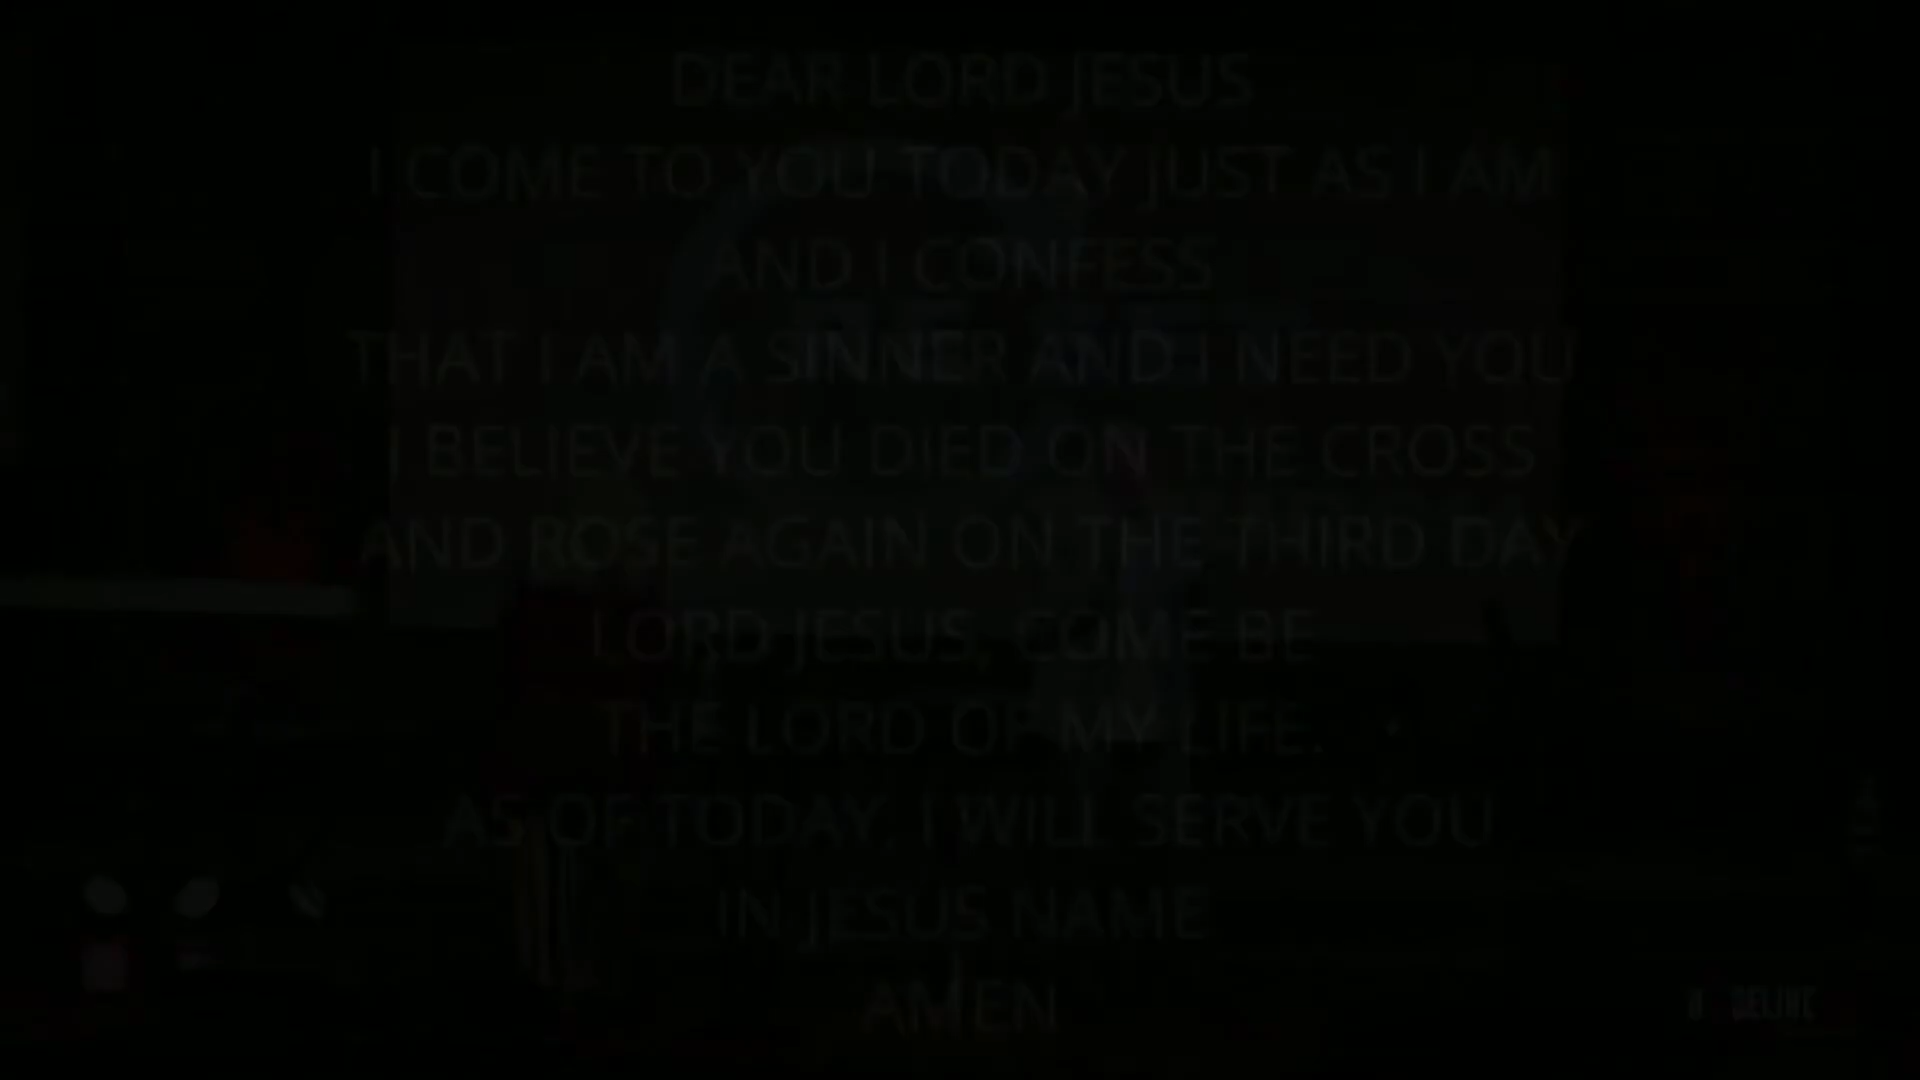 DEAR LORD JESUS
I COME TO YOU TODAY JUST AS I AM
AND I CONFESS
THAT I AM A SINNER AND I NEED YOU
I BELIEVE YOU DIED ON THE CROSS
AND ROSE AGAIN ON THE THIRD DAY
LORD JESUS, COME BE
THE LORD OF MY LIFE.
AS OF TODAY, I WILL SERVE YOU
IN JESUS NAME
AMEN